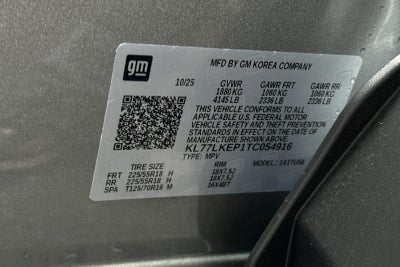 gm
MFD BY GM KOREA COMPANY
10/25 GVWR GAWR FRT GAWR RR
1880 KG 1060 KG 1060 KG
4145 LB 2336 LB 2336 LB
THIS VEHICLE CONFORMS TO ALL
APPLICABLE U.S. FEDERAL MOTOR
VEHICLE SAFETY STANDARDS IN
EFFECT ON THE DATE OF
MANUFACTURE SHOWN ABOVE.
KL77LKEP1TC054916
TYPE: MPV MODEL: 1TU58
TIRE SIZE RIM
FRT 225/55R18 H 18X7.5J
RR 225/55R18 H 18X7.5J
SPA T125/70R16 M 16X4BT